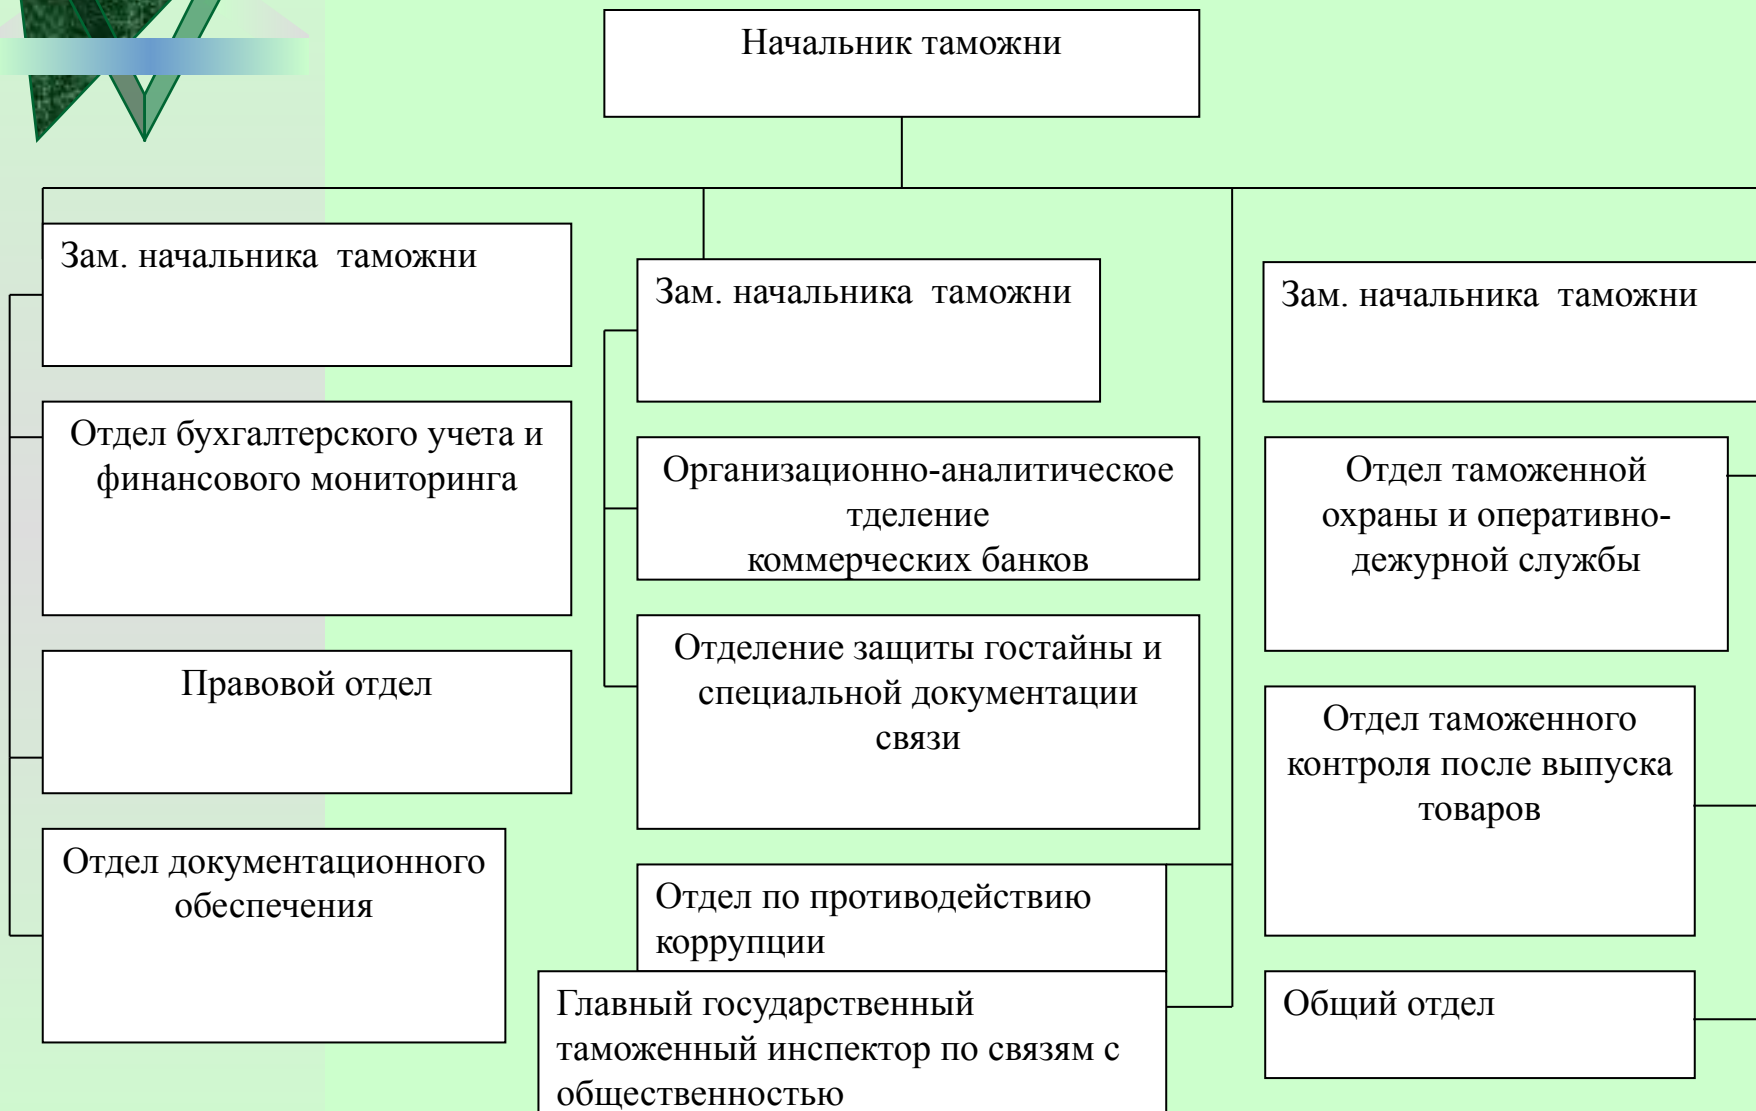 Начальник таможни
Зам. начальника таможни
Отдел бухгалтерского учета и
финансового мониторинга
Правовой отдел
Отдел документационного
обеспечения
Зам. начальника таможни
Организационно-аналитическое
тделение
коммерческих банков
Отделение защиты гостайны и
специальной документации
связи
Отдел по противодействию
коррупции
Главный государственный
таможенный инспектор по связям с
общественностью
Зам. начальника таможни
Отдел таможенной
охраны и оперативно-
дежурной службы
Отдел таможенного
контроля после выпуска
товаров
Общий отдел